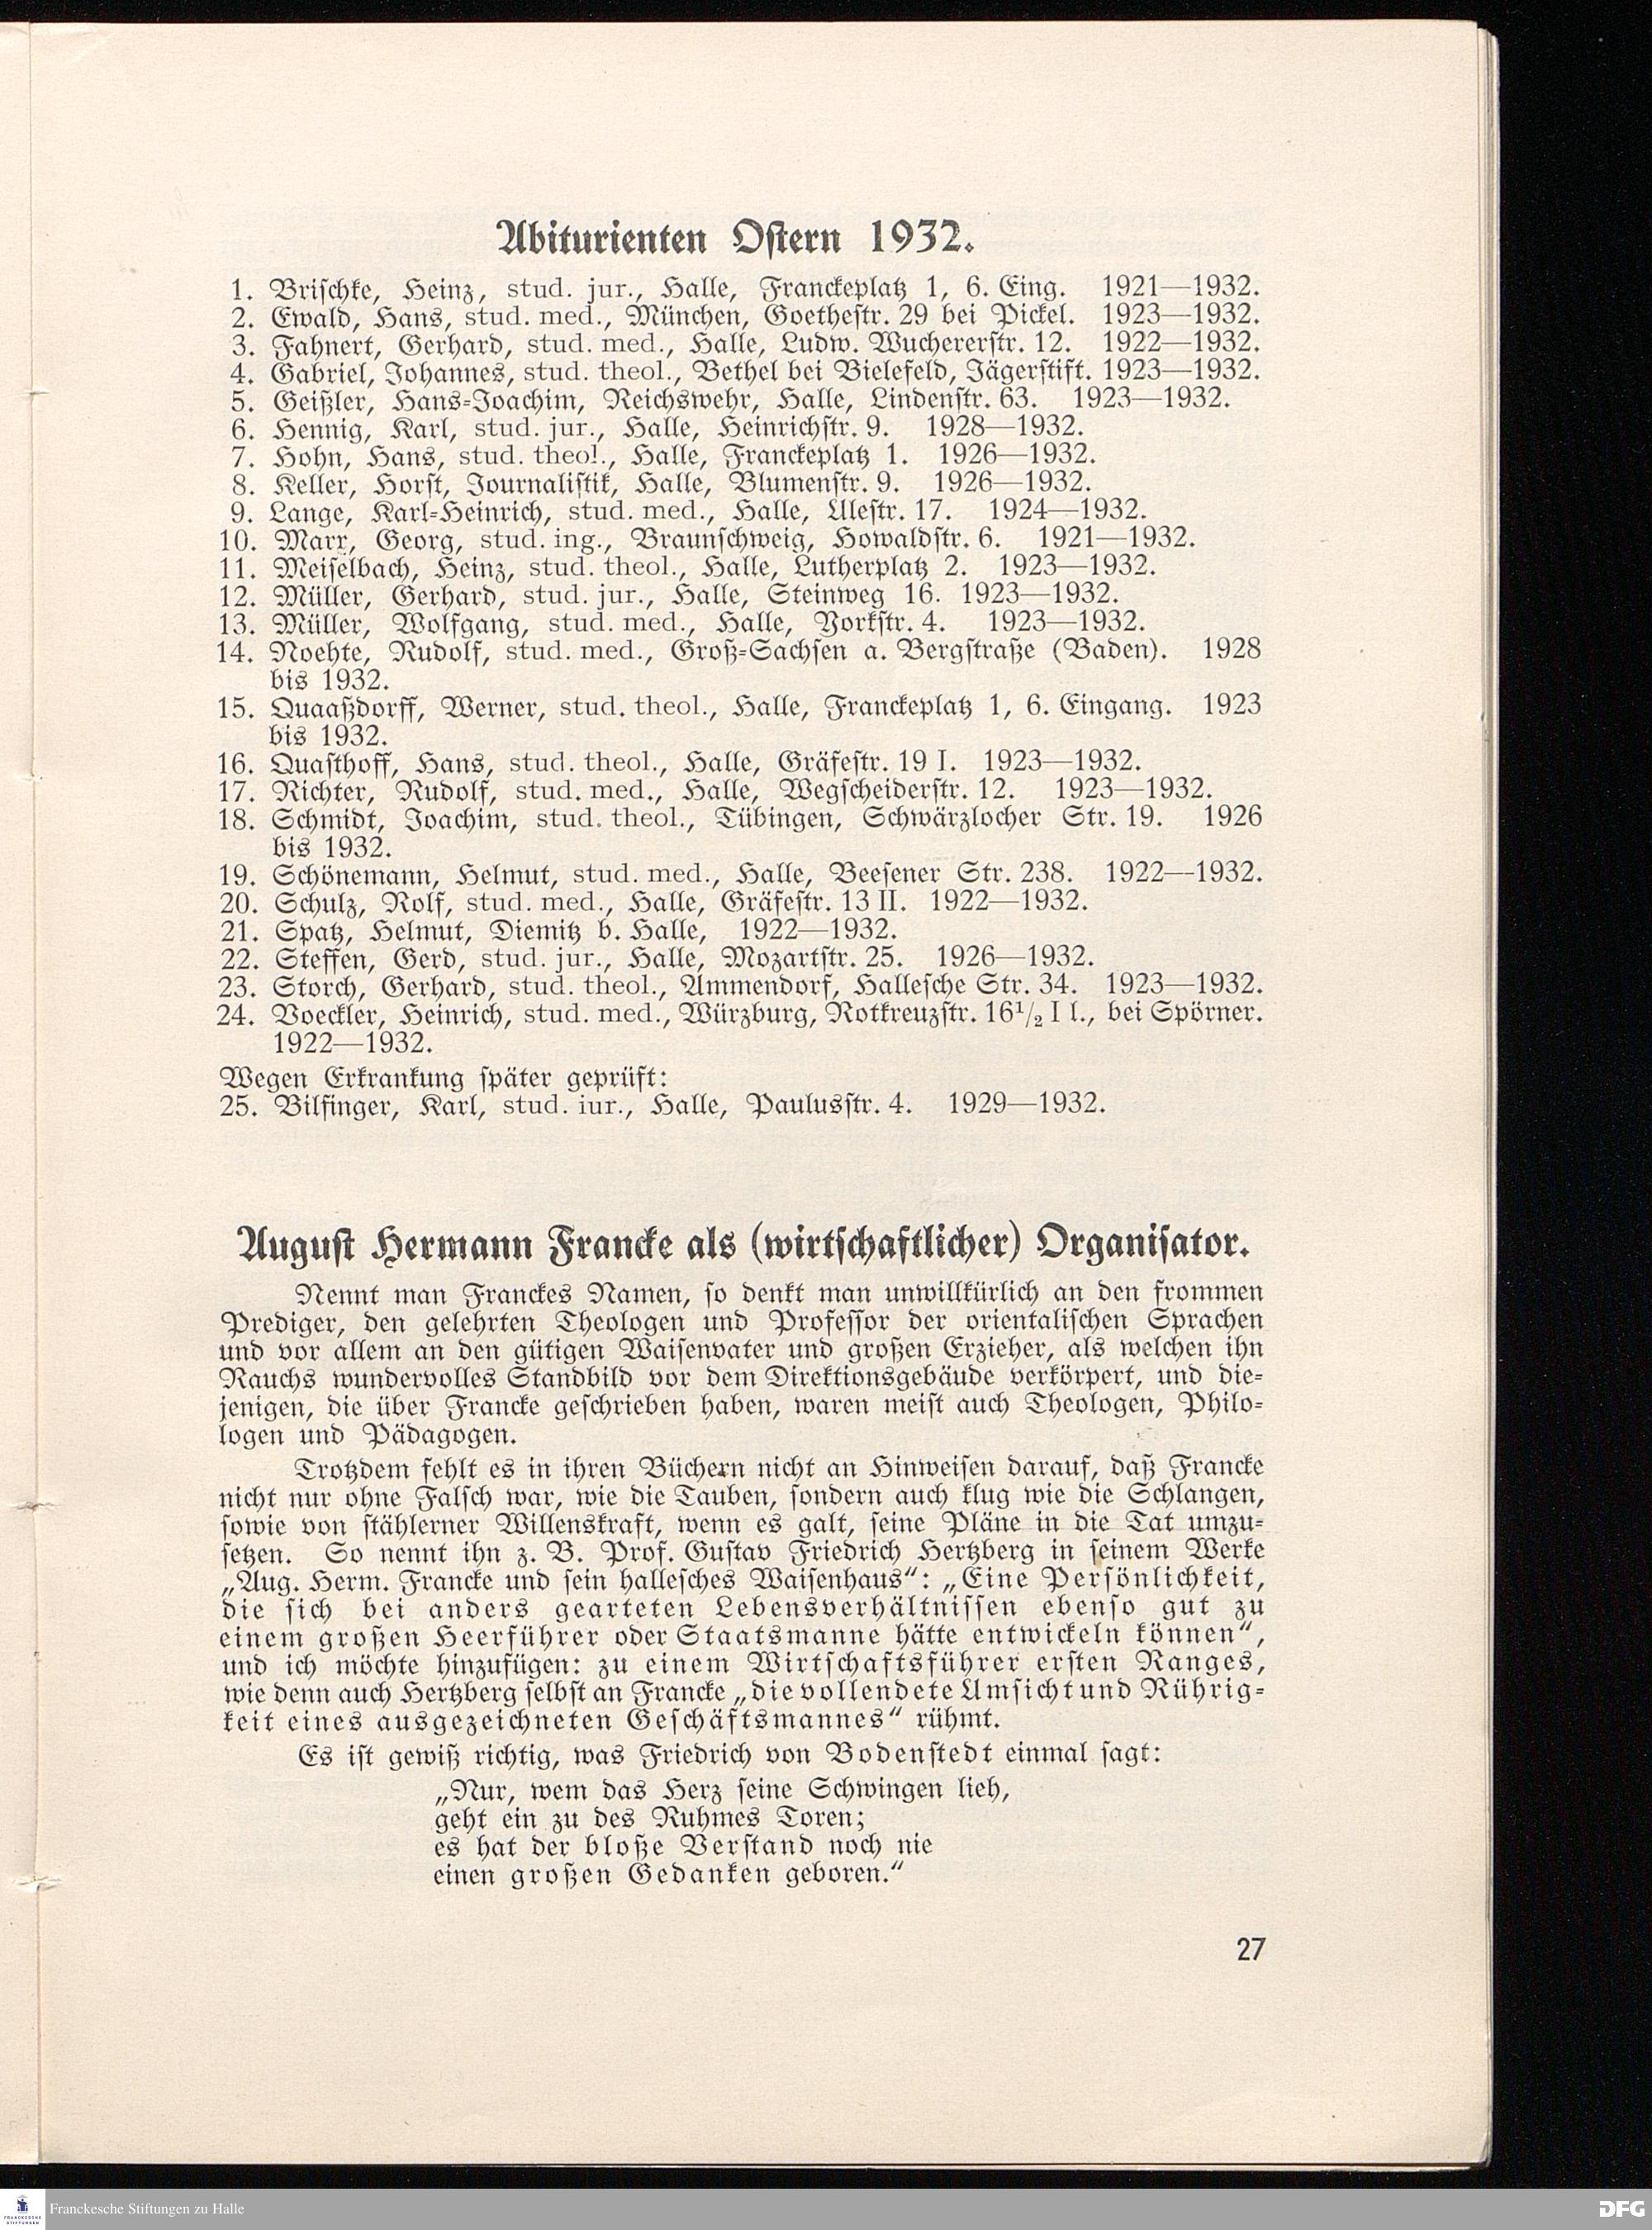 Abiturienten Ostern 1932.
1. Brischke, Heinz, stud. jur., Halle, Franckeplatz 1, 6. Eing. 1921—1932.
2. Ewald, Hans, stud. med., München, Goethestr. 29 bei Pickel. 1923—1932.
3. Fahnert, Gerhard, stud. med., Halle, Ludw. Wuchererstr. 12. 1922—1932.
4. Gabriel, Johannes, stud. theol., Bethel bei Bielefeld, Jägerstift. 1923—1932.
5. Geißler, Hans-Joachim, Reichswehr, Halle, Lindenstr. 63. 1923—1932.
6. Hennig, Karl, stud. jur., Halle, Heinrichstr. 9. 1928—1932.
7. Hohn, Hans, stud. theol., Halle, Franckeplatz 1. 1926—1932.
8. Keller, Horst, Journalistik, Halle, Blumenstr. 9. 1926—1932.
9. Lange, Karl-Heinrich, stud. med., Halle, Ulestr. 17. 1924—1932.
10. Marx, Georg, stud. ing., Braunschweig, Howaldstr. 6. 1921—1932.
11. Meiselbach, Heinz, stud. theol., Halle, Lutherplatz 2. 1923—1932.
12. Müller, Gerhard, stud. jur., Halle, Steinweg 16. 1923—1932.
13. Müller, Wolfgang, stud. med., Halle, Yorkstr. 4. 1923—1932.
14. Noehte, Rudolf, stud. med., Groß-Sachsen a. Bergstraße (Baden). 1928
bis 1932.
15. Quaaßdorff, Werner, stud. theol., Halle, Franckeplatz 1, 6. Eingang. 1923
bis 1932.
16. Quasthoff, Hans, stud. theol., Halle, Gräfestr. 19 I. 1923—1932.
17. Richter, Rudolf, stud. med., Halle, Wegscheiderstr. 12. 1923—1932.
18. Schmidt, Joachim, stud. theol., Tübingen, Schwärzlocher Str. 19. 1926
bis 1932.
19. Schönemann, Helmut, stud. med., Halle, Beesener Str. 238. 1922—1932.
20. Schulz, Rolf, stud. med., Halle, Gräfestr. 13 II. 1922—1932.
21. Spatz, Helmut, Diemitz b. Halle, 1922—1932.
22. Steffen, Gerd, stud. jur., Halle, Mozartstr. 25. 1926—1932.
23. Storch, Gerhard, stud. theol., Ammendorf, Hallesche Str. 34. 1923—1932.
24. Voeckler, Heinrich, stud. med., Würzburg, Rotkreuzstr. 16½ I l., bei Spörner.
1922—1932.
Wegen Erkrankung später geprüft:
25. Bilfinger, Karl, stud. iur., Halle, Paulusstr. 4. 1929—1932.
August Hermann Francke als (wirtschaftlicher) Organisator.
Nennt man Franckes Namen, so denkt man unwillkürlich an den frommen
Prediger, den gelehrten Theologen und Professor der orientalischen Sprachen
und vor allem an den gütigen Waisenvater und großen Erzieher, als welchen ihn
Rauchs wundervolles Standbild vor dem Direktionsgebäude verkörpert, und die-
jenigen, die über Francke geschrieben haben, waren meist auch Theologen, Philo-
logen und Pädagogen.
Trotzdem fehlt es in ihren Büchern nicht an Hinweisen darauf, daß Francke
nicht nur ohne Falsch war, wie die Tauben, sondern auch klug wie die Schlangen,
sowie von stählerner Willenskraft, wenn es galt, seine Pläne in die Tat umzu-
setzen. So nennt ihn z. B. Prof. Gustav Friedrich Hertzberg in seinem Werke
„Aug. Herm. Francke und sein hallesches Waisenhaus“: „Eine Persönlichkeit,
die sich bei anders gearteten Lebensverhältnissen ebenso gut zu
einem großen Heerführer oder Staatsmanne hätte entwickeln können“,
und ich möchte hinzufügen: zu einem Wirtschaftsführer ersten Ranges,
wie denn auch Hertzberg selbst an Francke „die vollendete Umsicht und Rührig-
keit eines ausgezeichneten Geschäftsmannes“ rühmt.
Es ist gewiß richtig, was Friedrich von Bodenstedt einmal sagt:
„Nur, wem das Herz seine Schwingen lieh,
geht ein zu des Ruhmes Toren;
es hat der bloße Verstand noch nie
einen großen Gedanken geboren.“
27
FRANCKESCHE STIFTUNGEN
Franckesche Stiftungen zu Halle
DFG